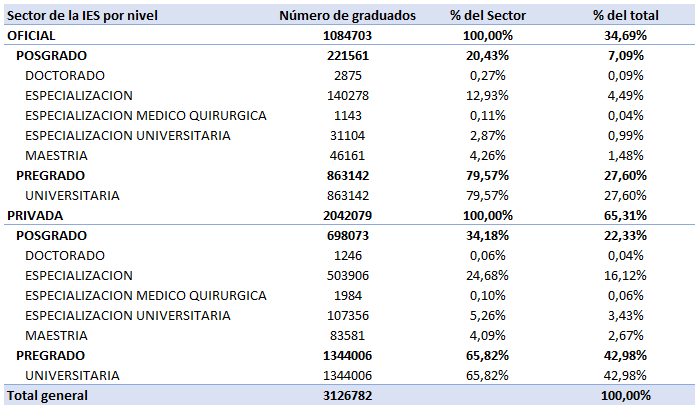 Sector de la IES por nivel Número de graduados % del Sector % del total
OFICIAL 1084703 100,00% 34,69%
POSGRADO 221561 20,43% 7,09%
DOCTORADO 2875 0,27% 0,09%
ESPECIALIZACION 140278 12,93% 4,49%
ESPECIALIZACION MEDICO QUIRURGICA 1143 0,11% 0,04%
ESPECIALIZACION UNIVERSITARIA 31104 2,87% 0,99%
MAESTRIA 46161 4,26% 1,48%
PREGRADO 863142 79,57% 27,60%
UNIVERSITARIA 863142 79,57% 27,60%
PRIVADA 2042079 100,00% 65,31%
POSGRADO 698073 34,18% 22,33%
DOCTORADO 1246 0,06% 0,04%
ESPECIALIZACION 503906 24,68% 16,12%
ESPECIALIZACION MEDICO QUIRURGICA 1984 0,10% 0,06%
ESPECIALIZACION UNIVERSITARIA 107356 5,26% 3,43%
MAESTRIA 83581 4,09% 2,67%
PREGRADO 1344006 65,82% 42,98%
UNIVERSITARIA 1344006 65,82% 42,98%
Total general 3126782 100,00%